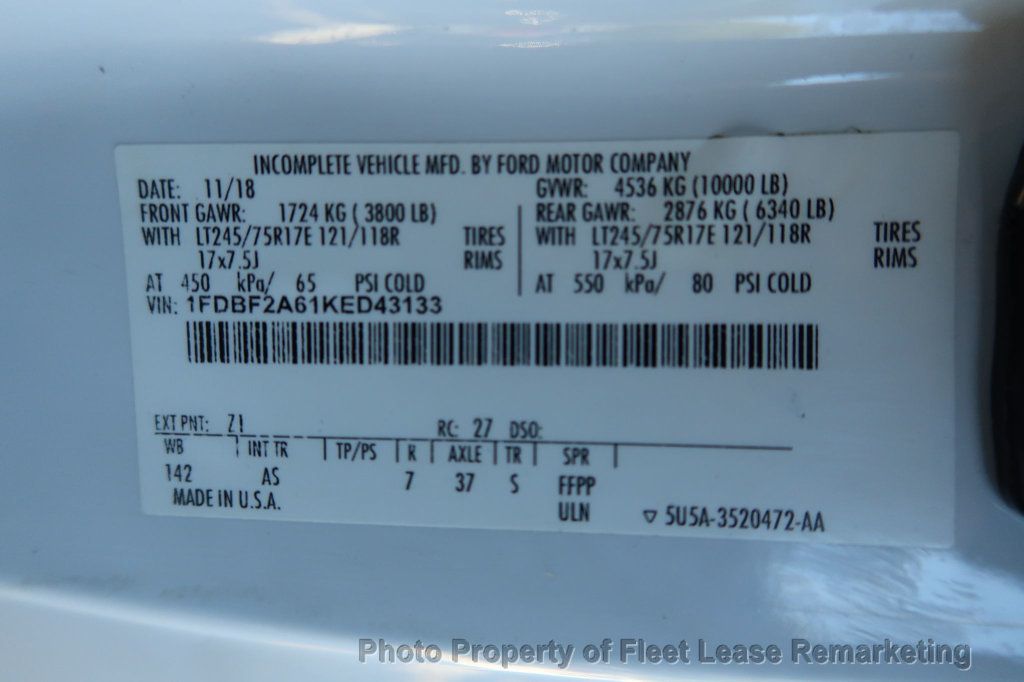 INCOMPLETE VEHICLE MFD. BY FORD MOTOR COMPANY
DATE: 11/18 GVWR: 4536 KG (10000 LB)
FRONT GAWR: 1724 KG ( 3800 LB) REAR GAWR: 2876 KG ( 6340 LB)
WITH LT245/75R17E 121/118R TIRES WITH LT245/75R17E 121/118R TIRES
17x7.5J RIMS 17x7.5J RIMS
AT 450 kPa/ 65 PSI COLD AT 550 kPa/ 80 PSI COLD
VIN: 1FDBF2A61KED43133
EXT PNT: Z1 RC: 27 DSO:
WB INT TR TP/PS R AXLE TR SPR
142 AS 7 37 S FFPP
MADE IN U.S.A. ULN ▽ 5U5A-3520472-AA
Photo Property of Fleet Lease Remarketing